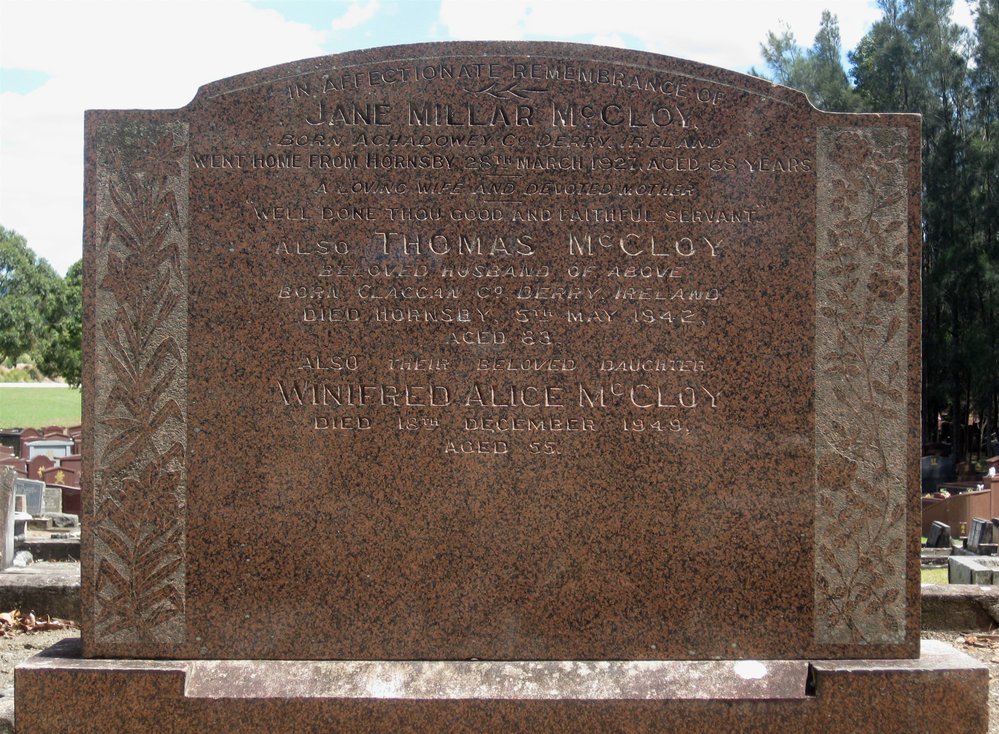 IN AFFECTIONATE REMEMBRANCE OF
JANE MILLAR McCLOY.
BORN ACHADOWEY, Co DERRY, IRELAND
WENT HOME FROM HORNSBY, 28TH MARCH 1927, AGED 68 YEARS
A LOVING WIFE AND DEVOTED MOTHER
"WELL DONE THOU GOOD AND FAITHFUL SERVANT."
ALSO THOMAS McCLOY
BELOVED HUSBAND OF ABOVE
BORN CLAGGAN Co DERRY, IRELAND
DIED HORNSBY, 5TH MAY 1942,
AGED 83.
ALSO THEIR BELOVED DAUGHTER
WINIFRED ALICE McCLOY
DIED 18TH DECEMBER 1949,
AGED 55.